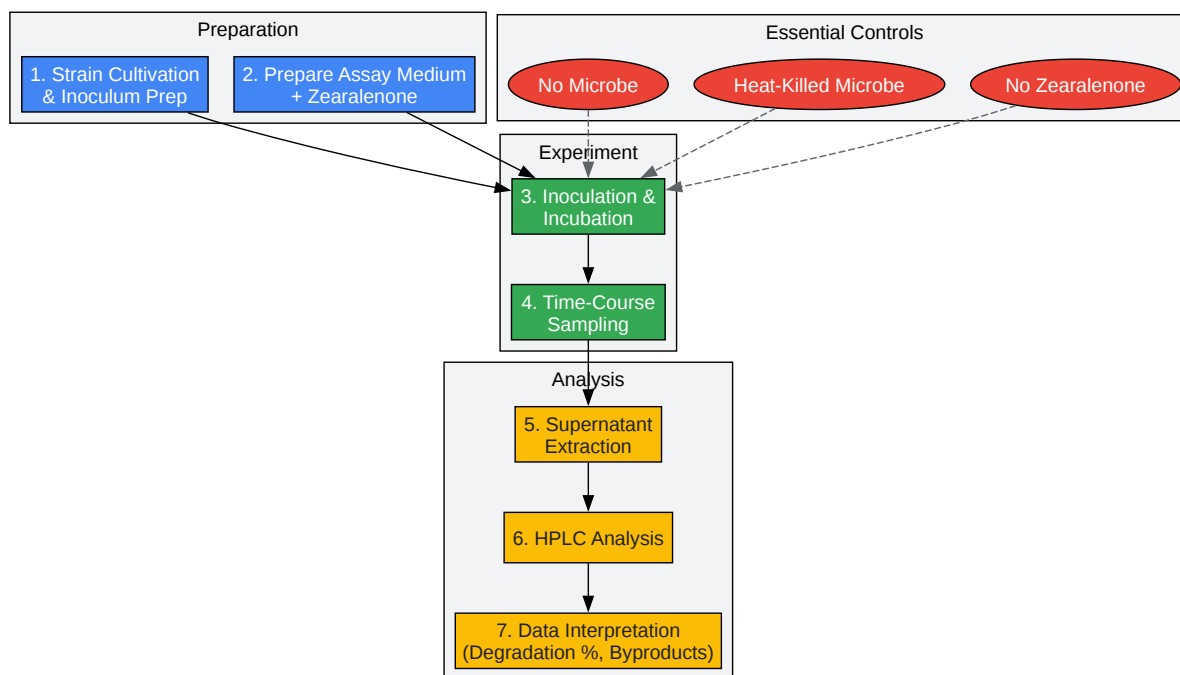 Preparation
1. Strain Cultivation
& Inoculum Prep
2. Prepare Assay Medium
+ Zearalenone
Essential Controls
No Microbe
Heat-Killed Microbe
No Zearalenone
Experiment
3. Inoculation &
Incubation
4. Time-Course
Sampling
Analysis
5. Supernatant
Extraction
6. HPLC Analysis
7. Data Interpretation
(Degradation %, Byproducts)